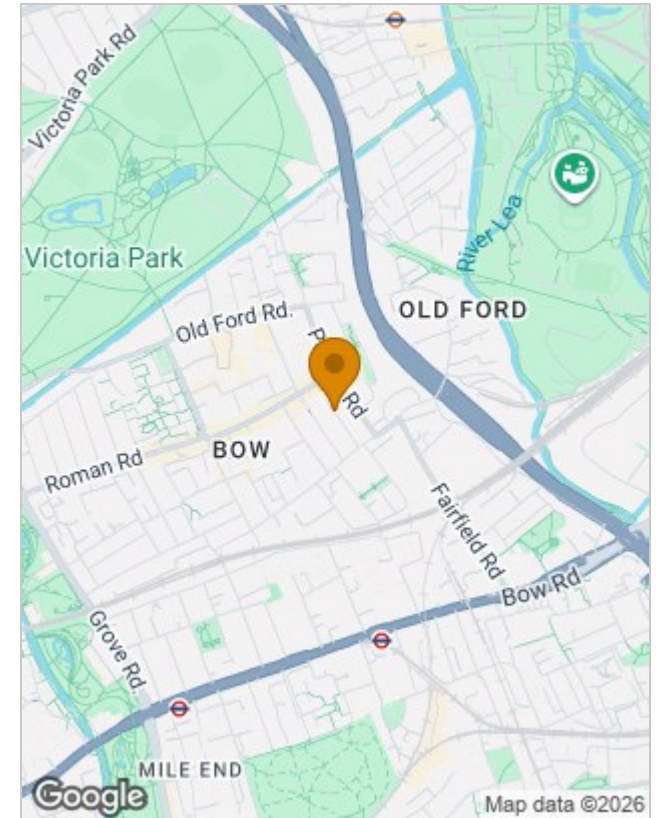 Victoria Park Rd
River Lea
Victoria Park
OLD FORD
Old Ford Rd.
Rd
BOW
Roman Rd
Fairfield Rd
Bow Rd
Grove Rd.
MILE END
Google
Map data ©2026